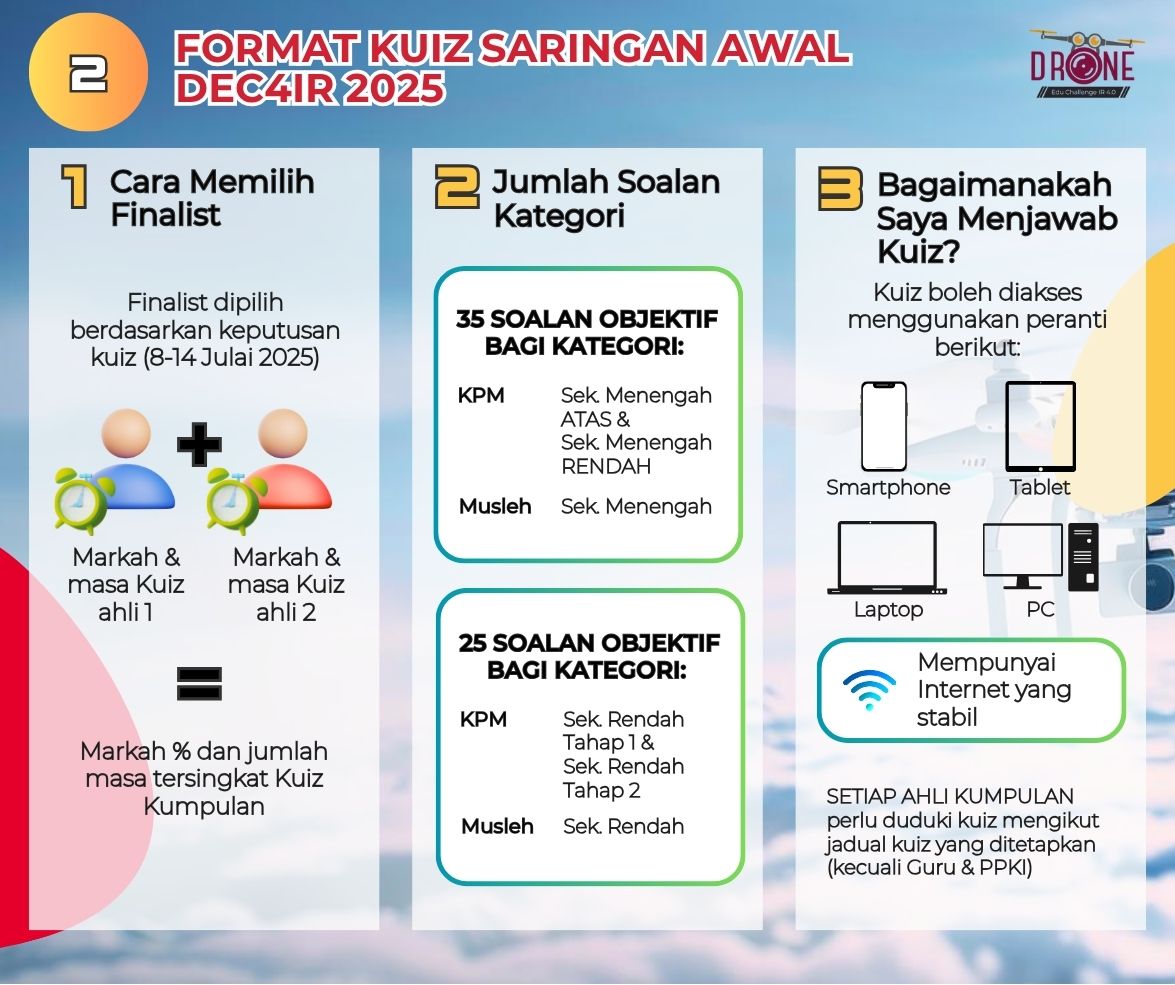 2
FORMAT KUIZ SARINGAN AWAL
DEC4IR 2025
DRONE
Edu Challenge IR 4.0
1
Cara Memilih
Finalist
Finalist dipilih
berdasarkan keputusan
kuiz (8-14 Julai 2025)
Markah &
masa Kuiz
ahli 1
Markah &
masa Kuiz
ahli 2
Markah % dan jumlah
masa tersingkat Kuiz
Kumpulan
2
Jumlah Soalan
Kategori
35 SOALAN OBJEKTIF
BAGI KATEGORI:
KPM Sek. Menengah
ATAS &
Sek. Menengah
RENDAH
Musleh Sek. Menengah
25 SOALAN OBJEKTIF
BAGI KATEGORI:
KPM Sek. Rendah
Tahap 1 &
Sek. Rendah
Tahap 2
Musleh Sek. Rendah
3
Bagaimanakah
Saya Menjawab
Kuiz?
Kuiz boleh diakses
menggunakan peranti
berikut:
Smartphone Tablet
Laptop PC
Mempunyai
Internet yang
stabil
SETIAP AHLI KUMPULAN
perlu duduki kuiz mengikut
jadual kuiz yang ditetapkan
(kecuali Guru & PPKI)